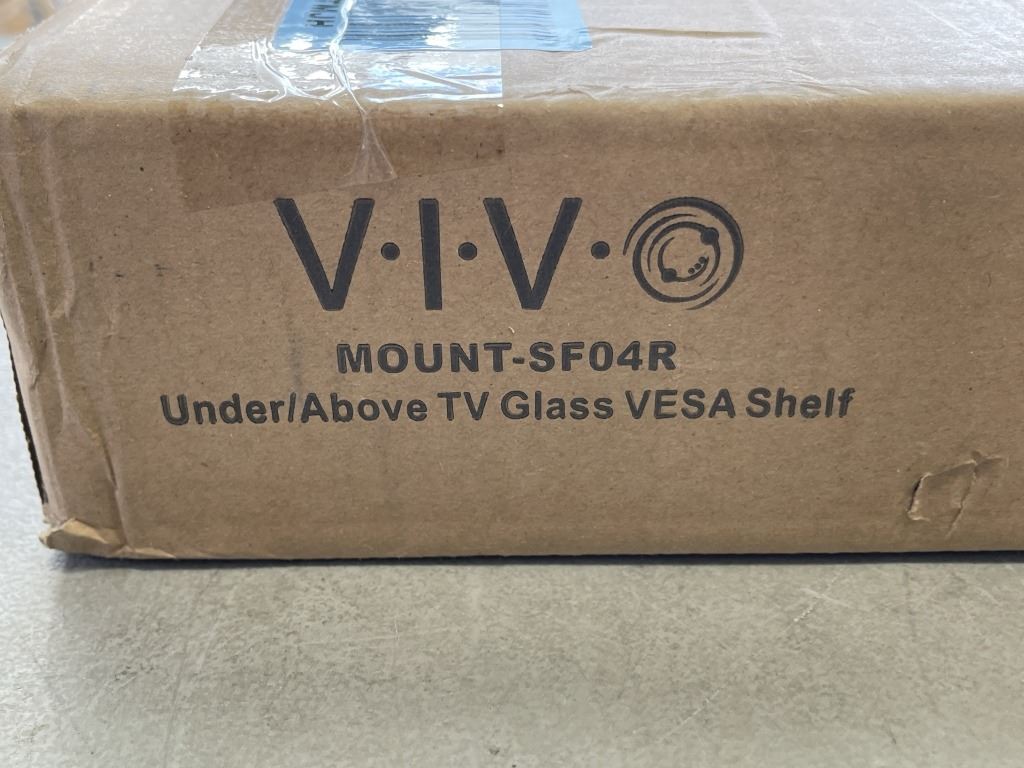 V·I·V·O
MOUNT-SF04R
Under/Above TV Glass VESA Shelf